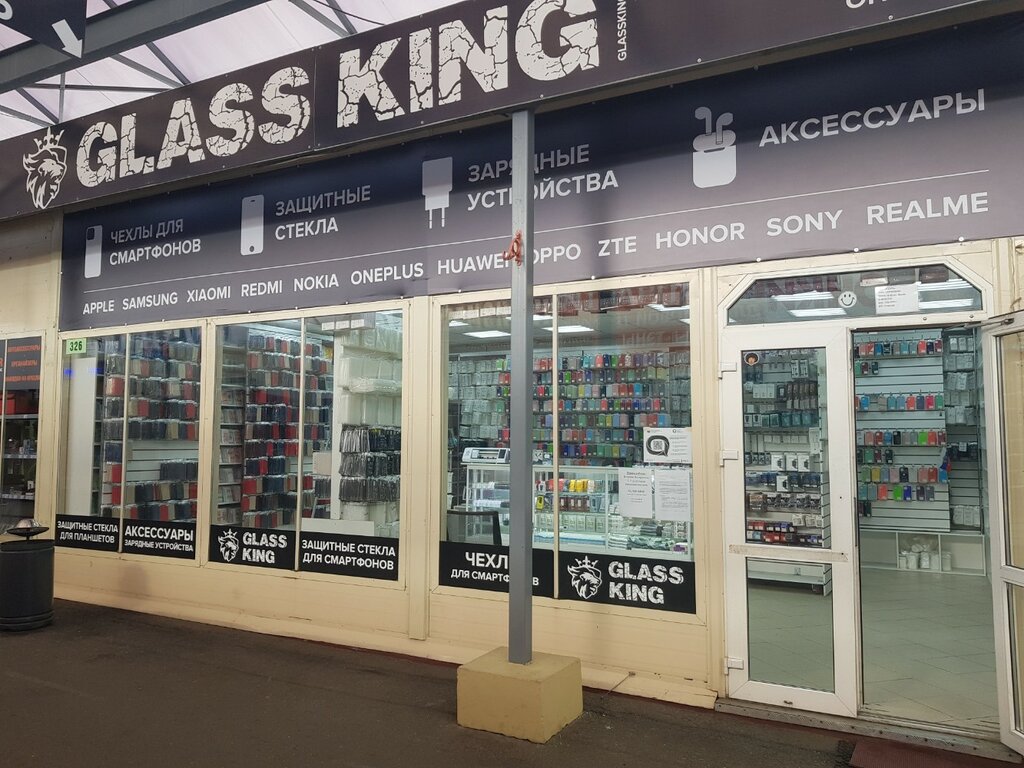 GLASS KING
GLASSKING
ЧЕХЛЫ ДЛЯ
СМАРТФОНОВ
ЗАЩИТНЫЕ
СТЕКЛА
ЗАРЯДНЫЕ
УСТРОЙСТВА
АКСЕССУАРЫ
APPLE SAMSUNG XIAOMI REDMI NOKIA ONEPLUS HUAWEI OPPO ZTE HONOR SONY REALME
326
ЗАЩИТНЫЕ СТЕКЛА
ДЛЯ ПЛАНШЕТОВ
АКСЕССУАРЫ
ЗАРЯДНЫЕ УСТРОЙСТВА
GLASS
KING
ЗАЩИТНЫЕ СТЕКЛА
ДЛЯ СМАРТФОНОВ
ЧЕХЛ
ДЛЯ СМАРТФ В
GLASS
KING